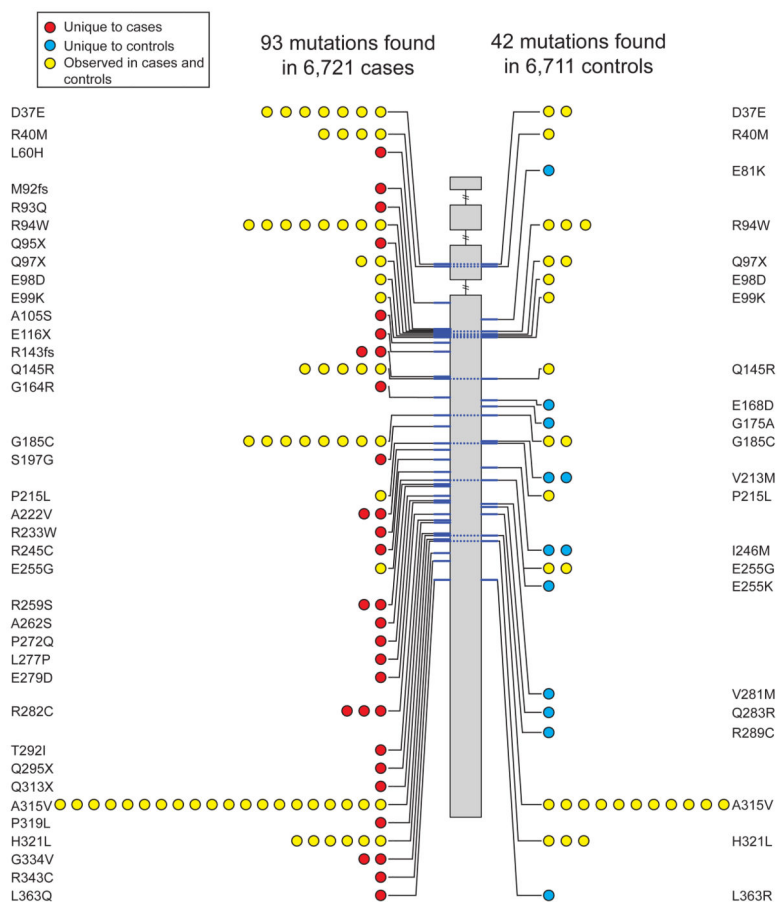 Unique to cases
Unique to controls
Observed in cases and
controls
93 mutations found
in 6,721 cases
42 mutations found
in 6,711 controls
D37E
R40M
L60H
M92fs
R93Q
R94W
Q95X
Q97X
E98D
E99K
A105S
E116X
R143fs
Q145R
G164R
G185C
S197G
P215L
A222V
R233W
R245C
E255G
R259S
A262S
P272Q
L277P
E279D
R282C
T292I
Q295X
Q313X
A315V
P319L
H321L
G334V
R343C
L363Q
D37E
R40M
E81K
R94W
Q97X
E98D
E99K
Q145R
E168D
G175A
G185C
V213M
P215L
I246M
E255G
E255K
V281M
Q283R
R289C
A315V
H321L
L363R